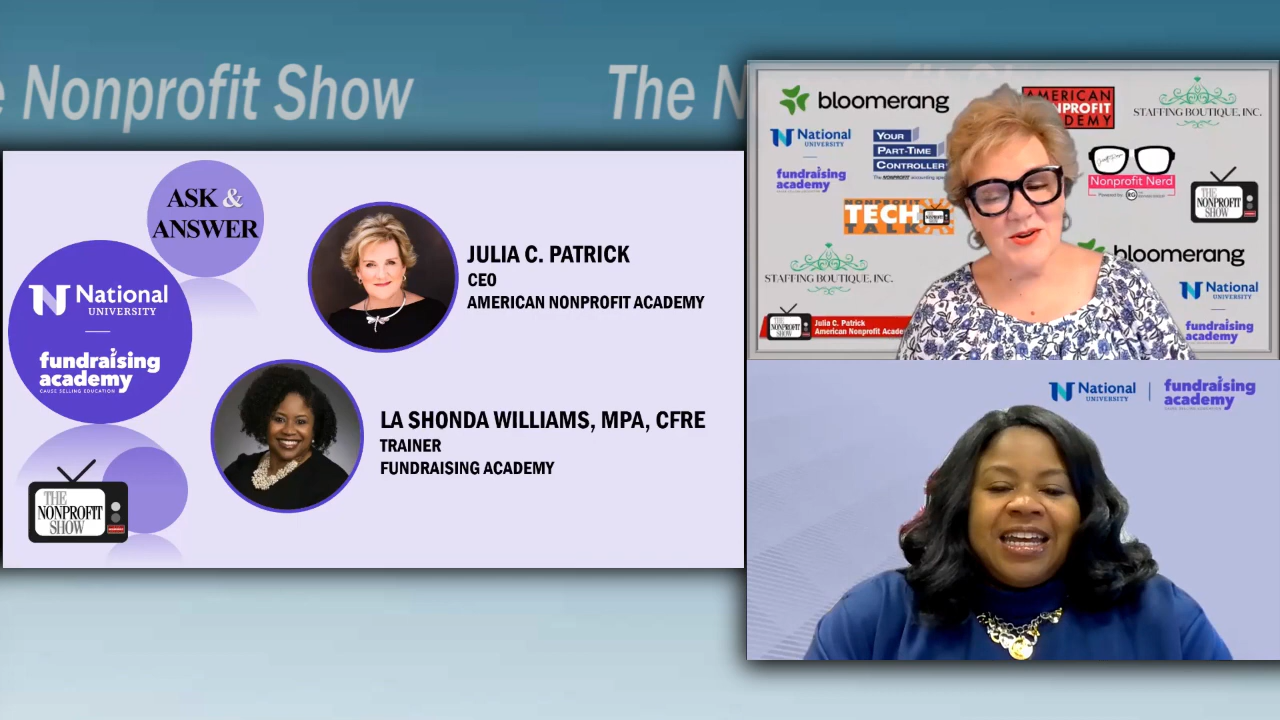 e Nonprofit Show
The N
ASK &
ANSWER
National
UNIVERSITY
fundraising
academy
CAUSE SELLING EDUCATION
THE
NONPROFIT
SHOW
JULIA C. PATRICK
CEO
AMERICAN NONPROFIT ACADEMY
LA SHONDA WILLIAMS, MPA, CFRE
TRAINER
FUNDRAISING ACADEMY
bloomerang
AMERICAN
NONPROFIT
ACADEMY
STAFFING BOUTIQUE, INC.
National
UNIVERSITY
fundraising
academy
YOUR
PART-TIME
CONTROLLER
Nonprofit Nerd
THE
NONPROFIT
SHOW
NONPROFIT
TECH
TALK
STAFFING BOUTIQUE, INC.
bloomerang
National
UNIVERSITY
fundraising
academy
THE
NONPROFIT
SHOW
Julia C. Patrick
American Nonprofit Acade
National
UNIVERSITY
fundraising
academy